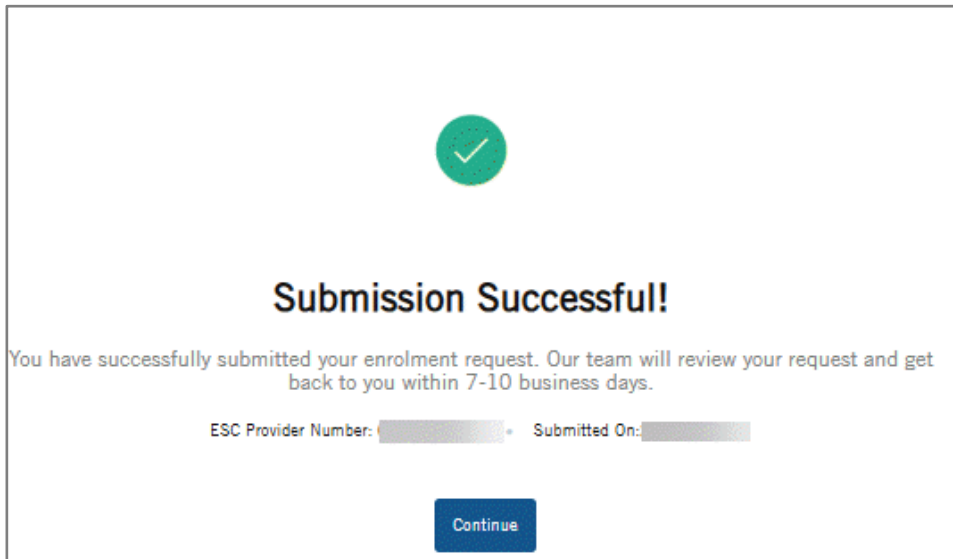 Submission Successful!
You have successfully submitted your enrolment request. Our team will review your request and get
back to you within 7-10 business days.
ESC Provider Number: Submitted On:
Continue